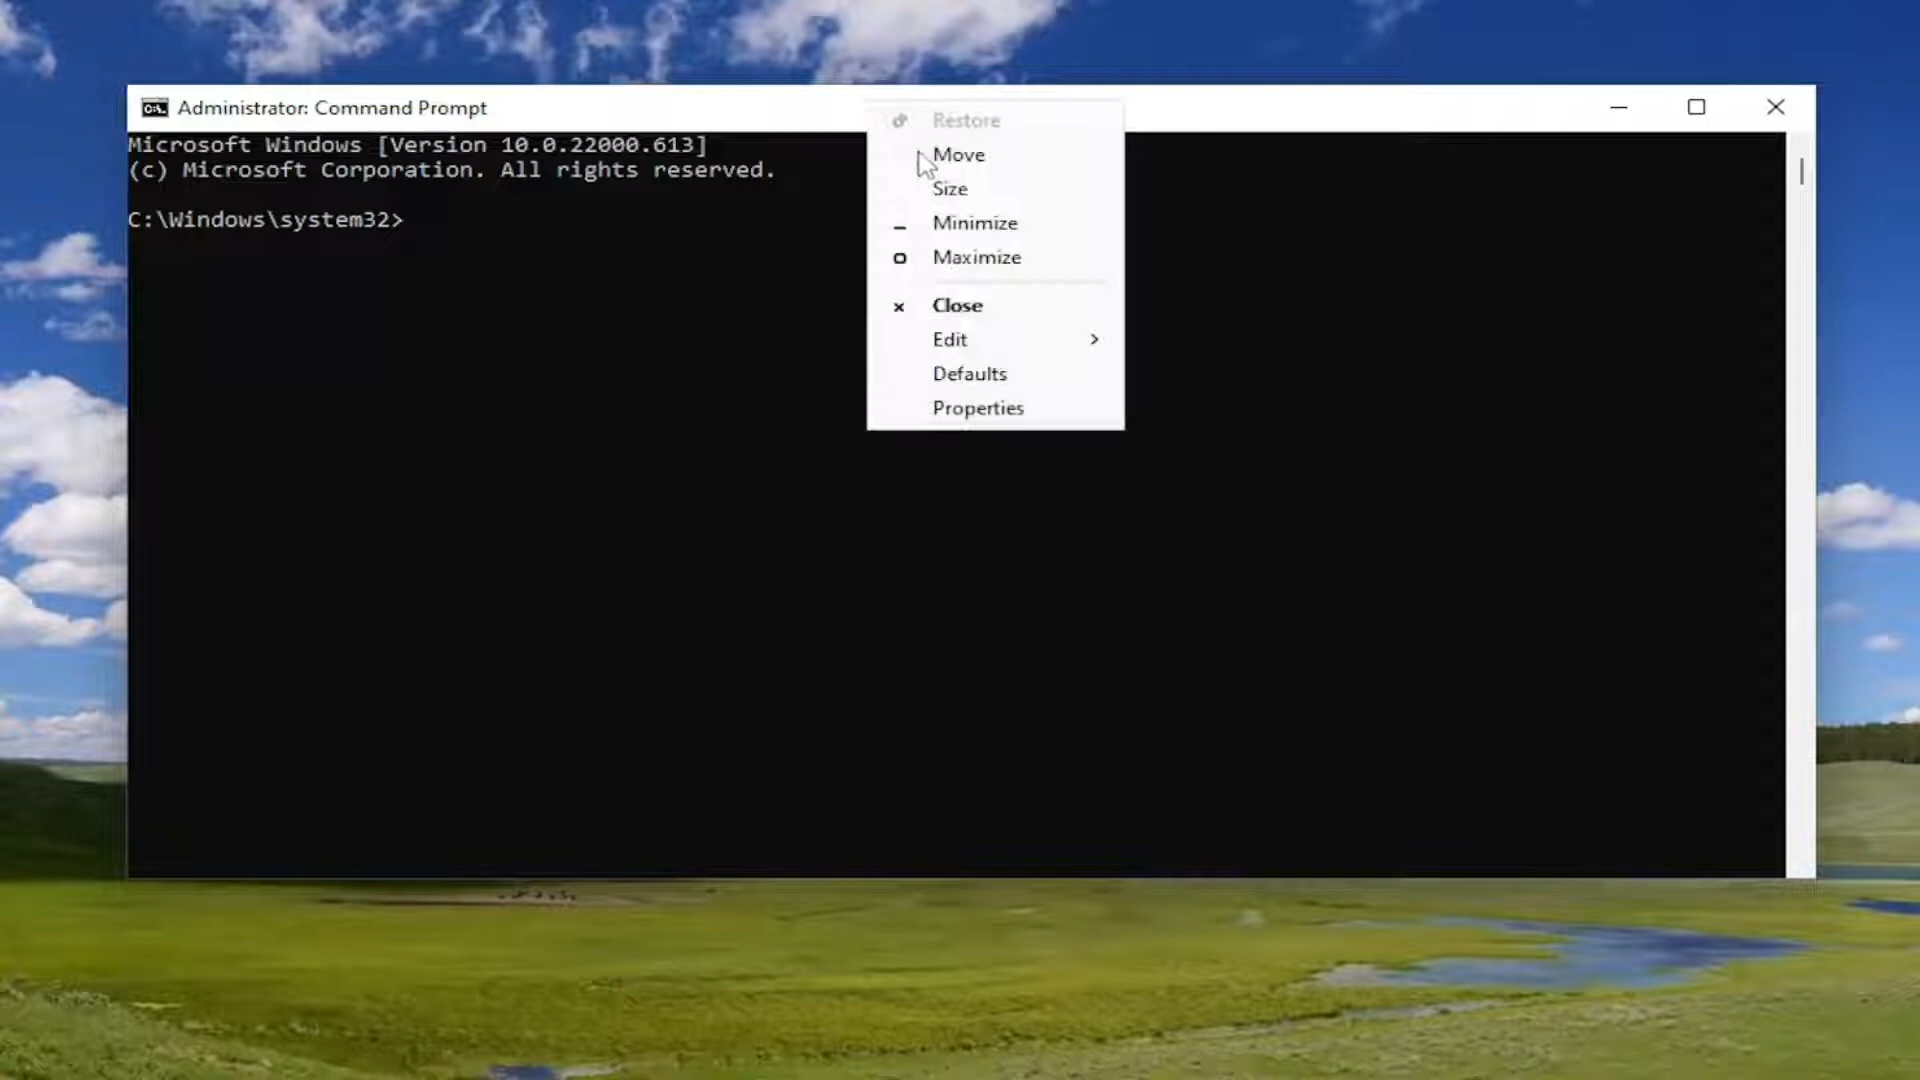 Administrator: Command Prompt
Microsoft Windows [Version 10.0.22000.613]
(c) Microsoft Corporation. All rights reserved.
C:\Windows\system32>
Restore
Move
Size
Minimize
Maximize
Close
Edit
Defaults
Properties